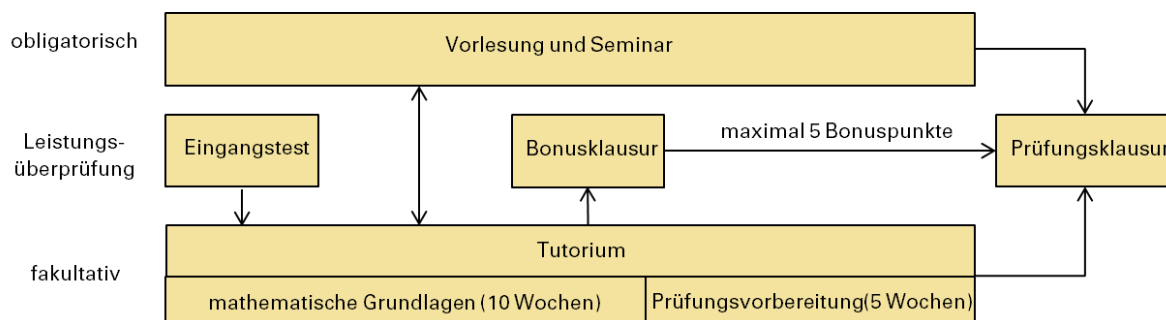 obligatorisch
Vorlesung und Seminar
Leistungs-
überprüfung
Eingangstest
Bonusklausur
maximal 5 Bonuspunkte
Prüfungsklausur
fakultativ
Tutorium
mathematische Grundlagen (10 Wochen)
Prüfungsvorbereitung(5 Wochen)